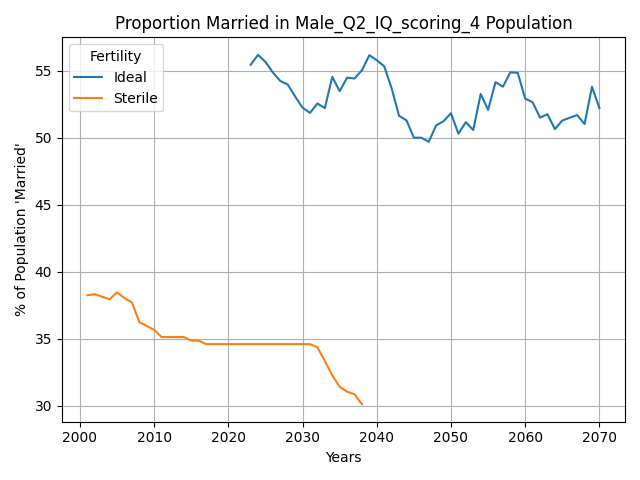 Proportion Married in Male_Q2_IQ_scoring_4 Population
Fertility
Ideal
Sterile
% of Population 'Married'
55
50
45
40
35
30
2000 2010 2020 2030 2040 2050 2060 2070
Years